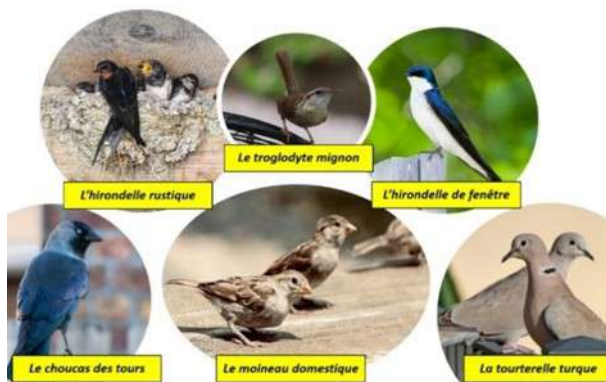 Le troglodyte mignon
L'hirondelle rustique
L'hirondelle de fenêtre
Le choucas des tours
Le moineau domestique
La tourterelle turque